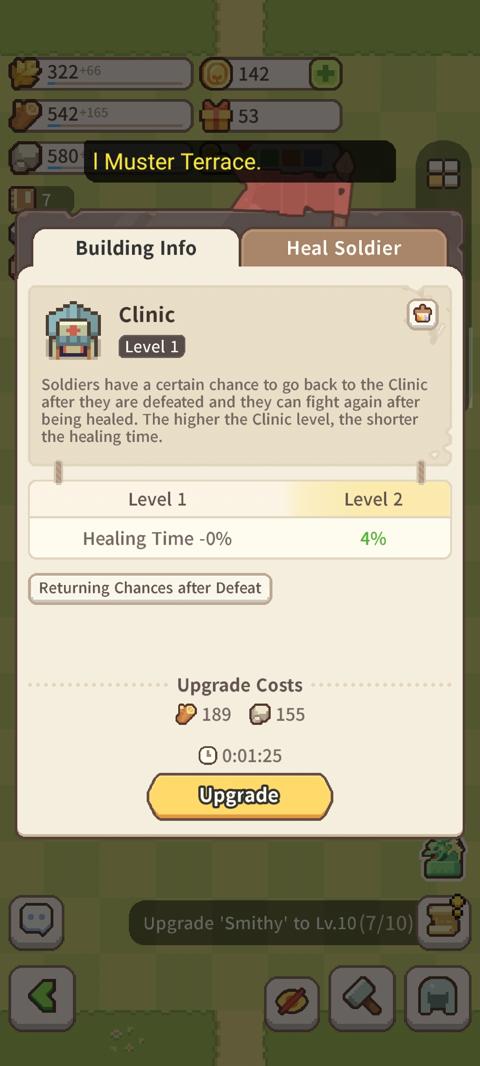 322 +66
142
542 +165
53
580
l Muster Terrace.
7
Building Info
Heal Soldier
Clinic
Level 1
Soldiers have a certain chance to go back to the Clinic
after they are defeated and they can fight again after
being healed. The higher the Clinic level, the shorter
the healing time.
Level 1
Level 2
Healing Time -0%
4%
Returning Chances after Defeat
Upgrade Costs
189
155
0:01:25
Upgrade
Upgrade 'Smithy' to Lv.10 (7/10)